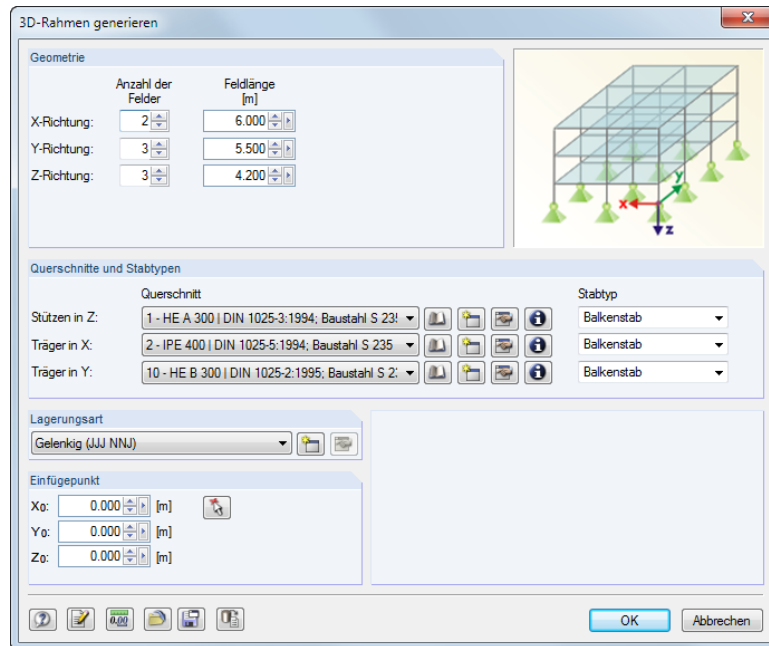 3D-Rahmen generieren
Geometrie
Anzahl der Felder
Feldlänge [m]
X-Richtung: 2 6.000
Y-Richtung: 3 5.500
Z-Richtung: 3 4.200
x y z
Querschnitte und Stabtypen
Querschnitt Stabtyp
Stützen in Z: 1 - HE A 300 | DIN 1025-3:1994; Baustahl S Balkenstab
Träger in X: 2 - IPE 400 | DIN 1025-5:1994; Baustahl S 235 Balkenstab
Träger in Y: 10 - HE B 300 | DIN 1025-2:1995; Baustahl S Balkenstab
Lagerungsart
Gelenkig (JJJ NNJ)
Einfügepunkt
X0: 0.000 [m]
Y0: 0.000 [m]
Z0: 0.000 [m]
0.00
OK Abbrechen